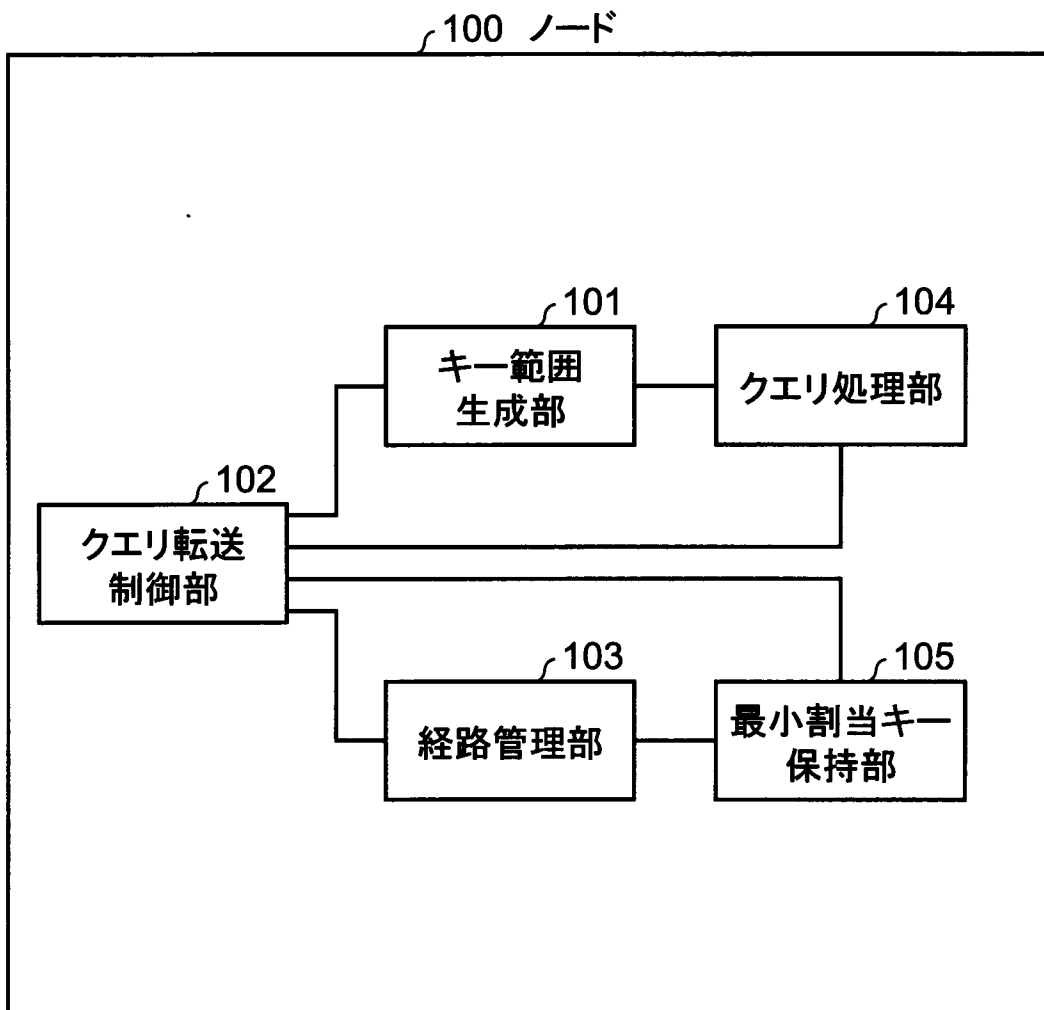 100 ノード
101
キー範囲
生成部
104
クエリ処理部
102
クエリ転送
制御部
103
経路管理部
105
最小割当キー
保持部